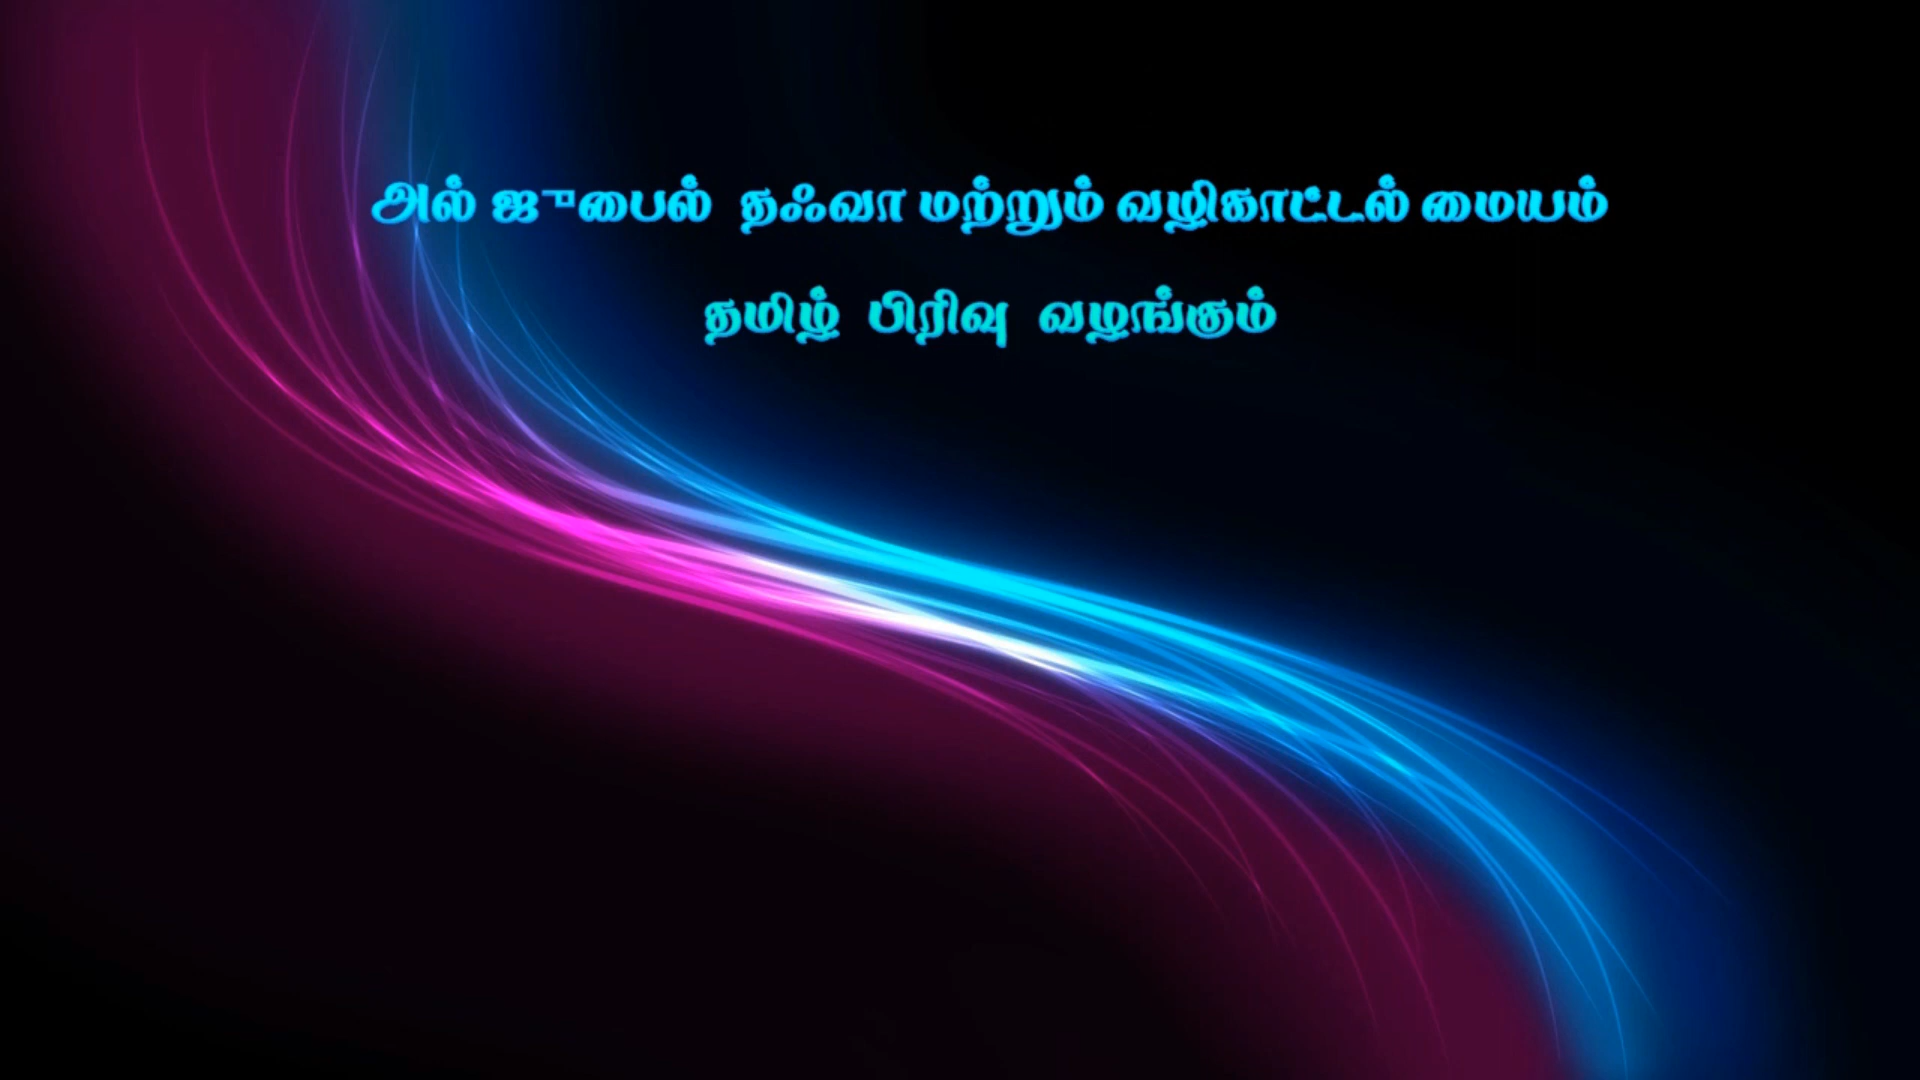 அல் ஜுபைல் தஃவா மற்றும் வழிகாட்டல் மையம்
தமிழ் பிரிவு வழங்கும்